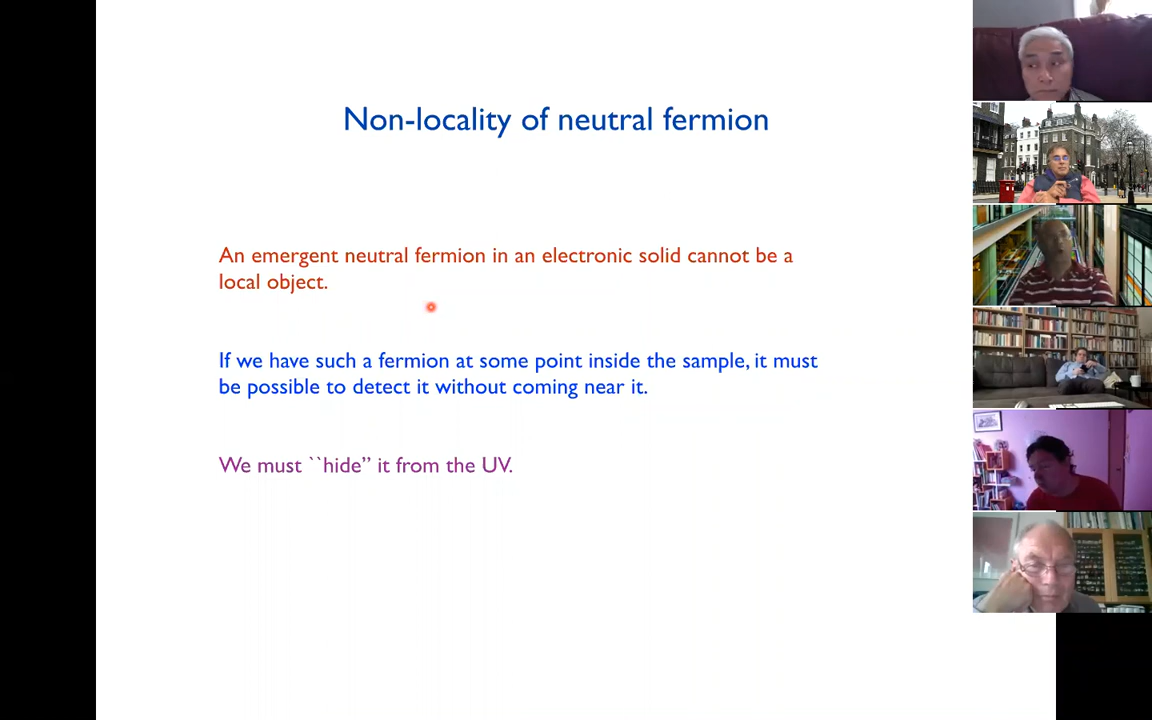 Non-locality of neutral fermion
An emergent neutral fermion in an electronic solid cannot be a
local object.
If we have such a fermion at some point inside the sample, it must
be possible to detect it without coming near it.
We must ``hide” it from the UV.